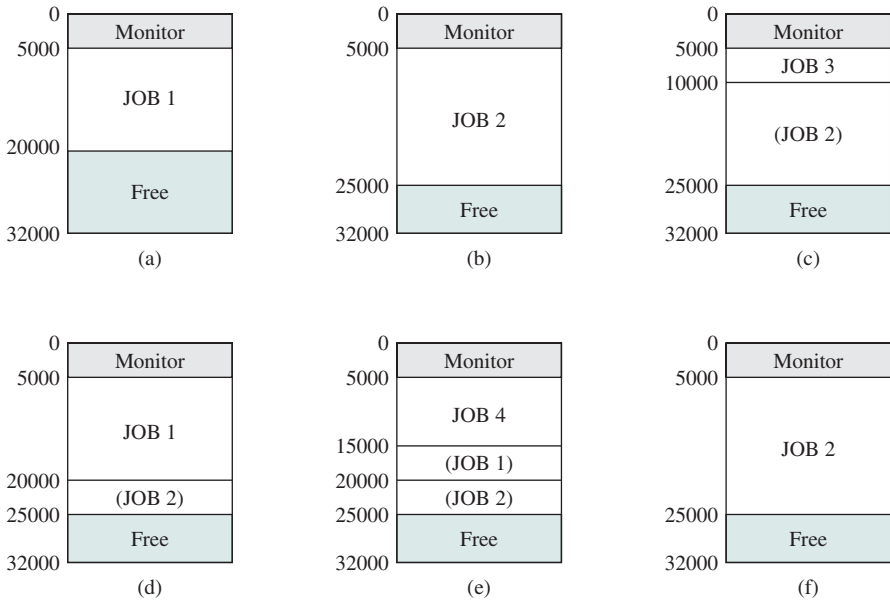 0
Monitor
5000
JOB 1
20000
Free
32000
(a)
0
Monitor
5000
JOB 2
25000
Free
32000
(b)
0
Monitor
5000
JOB 3
10000
(JOB 2)
25000
Free
32000
(c)
0
Monitor
5000
JOB 1
20000
(JOB 2)
25000
Free
32000
(d)
0
Monitor
5000
JOB 4
15000
(JOB 1)
20000
(JOB 2)
25000
Free
32000
(e)
0
Monitor
5000
JOB 2
25000
Free
32000
(f)